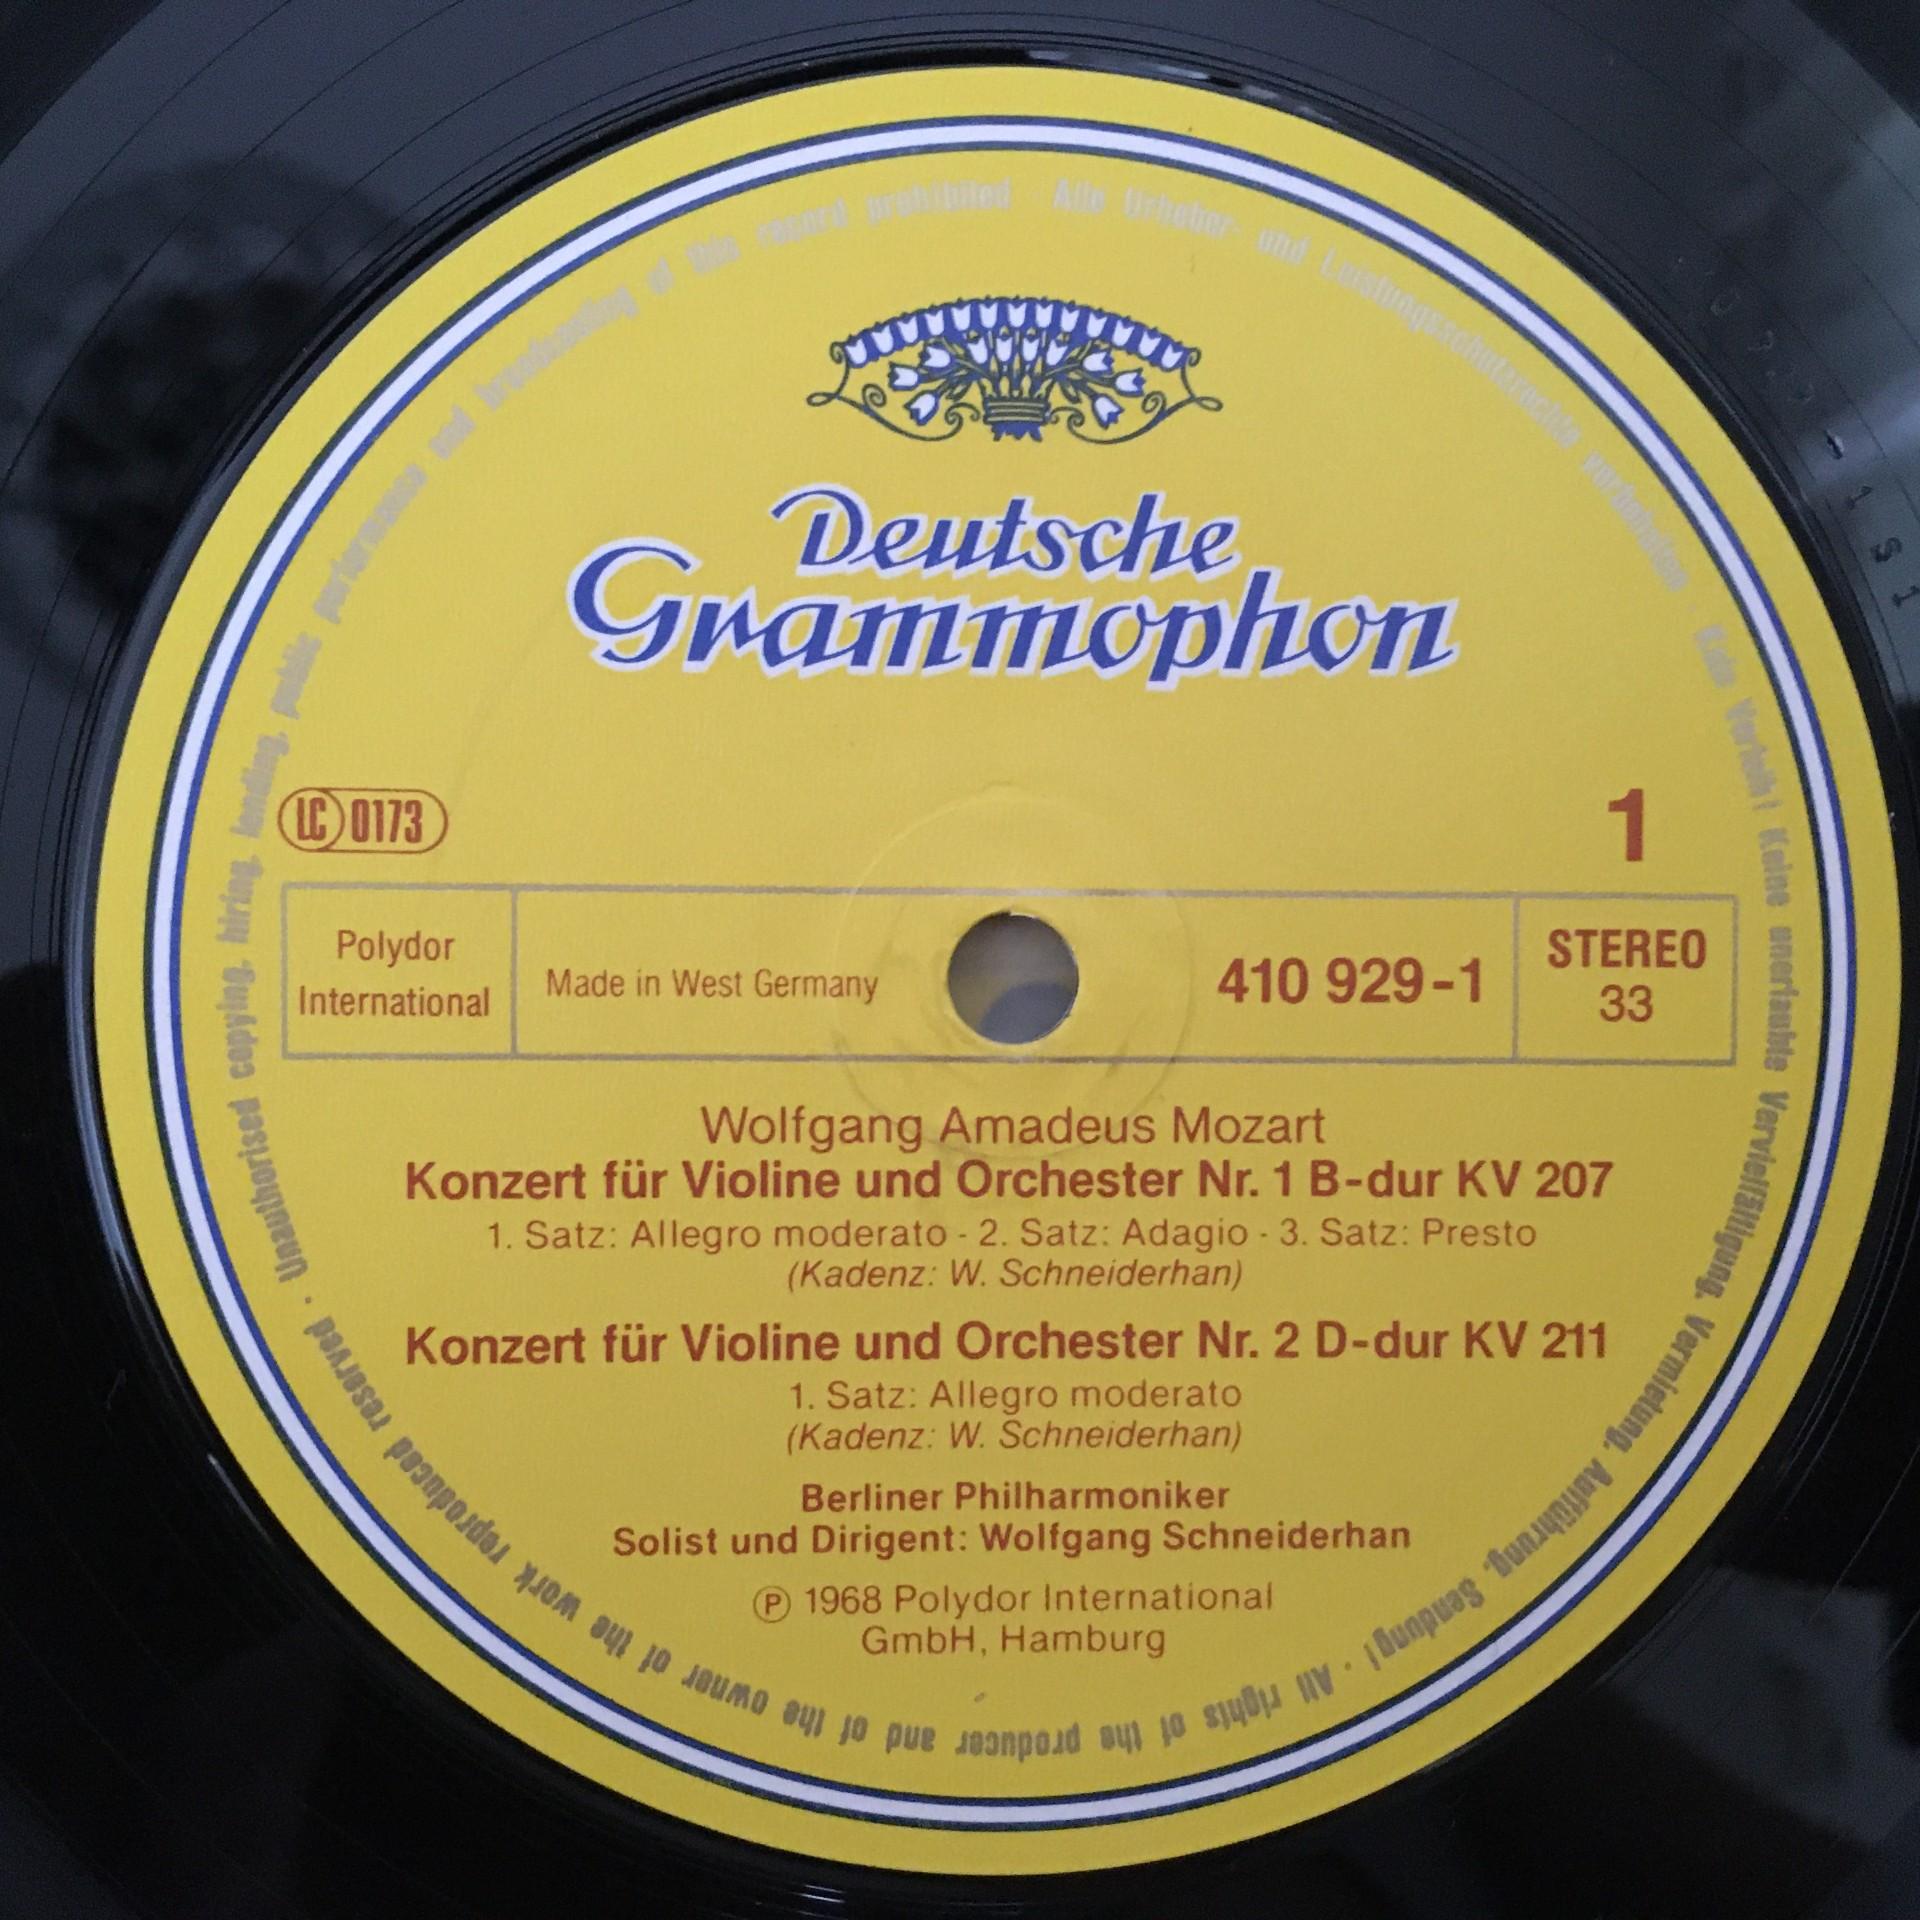 Deutsche
Grammophon
LC 0173
1
Polydor
International
Made in West Germany
410 929-1
STEREO
33
Wolfgang Amadeus Mozart
Konzert für Violine und Orchester Nr. 1 B-dur KV 207
1. Satz: Allegro moderato - 2. Satz: Adagio - 3. Satz: Presto
(Kadenz: W. Schneiderhan)
Konzert für Violine und Orchester Nr. 2 D-dur KV 211
1. Satz: Allegro moderato
(Kadenz: W. Schneiderhan)
Berliner Philharmoniker
Solist und Dirigent: Wolfgang Schneiderhan
Ⓟ 1968 Polydor International
GmbH, Hamburg
Alle Urheber- und Leistungsschutzrechte vorbehalten · Kein Verleih! Keine unerlaubte Vervielfältigung, Vermietung, Aufführung, Sendung! · All rights of the producer and of the owner of the work reproduced reserved · Unauthorised copying, hiring, lending, public performance and broadcasting of this record prohibited ·